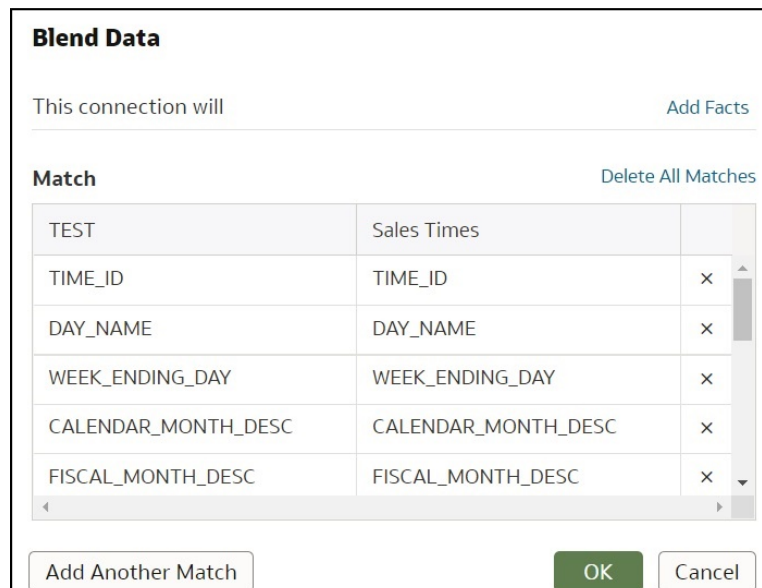 Blend Data
This connection will Add Facts
Match Delete All Matches
TEST Sales Times
TIME_ID TIME_ID ×
DAY_NAME DAY_NAME ×
WEEK_ENDING_DAY WEEK_ENDING_DAY ×
CALENDAR_MONTH_DESC CALENDAR_MONTH_DESC ×
FISCAL_MONTH_DESC FISCAL_MONTH_DESC ×
Add Another Match OK Cancel